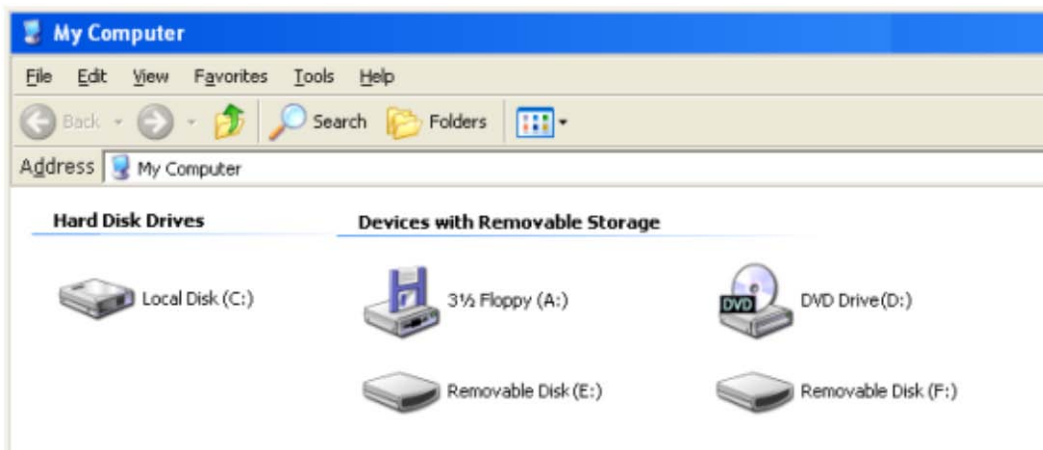 My Computer
File Edit View Favorites Tools Help
Back Search Folders
Address My Computer
Hard Disk Drives Devices with Removable Storage
Local Disk (C:) 3½ Floppy (A:) DVD DVD Drive(D:)
Removable Disk (E:) Removable Disk (F:)